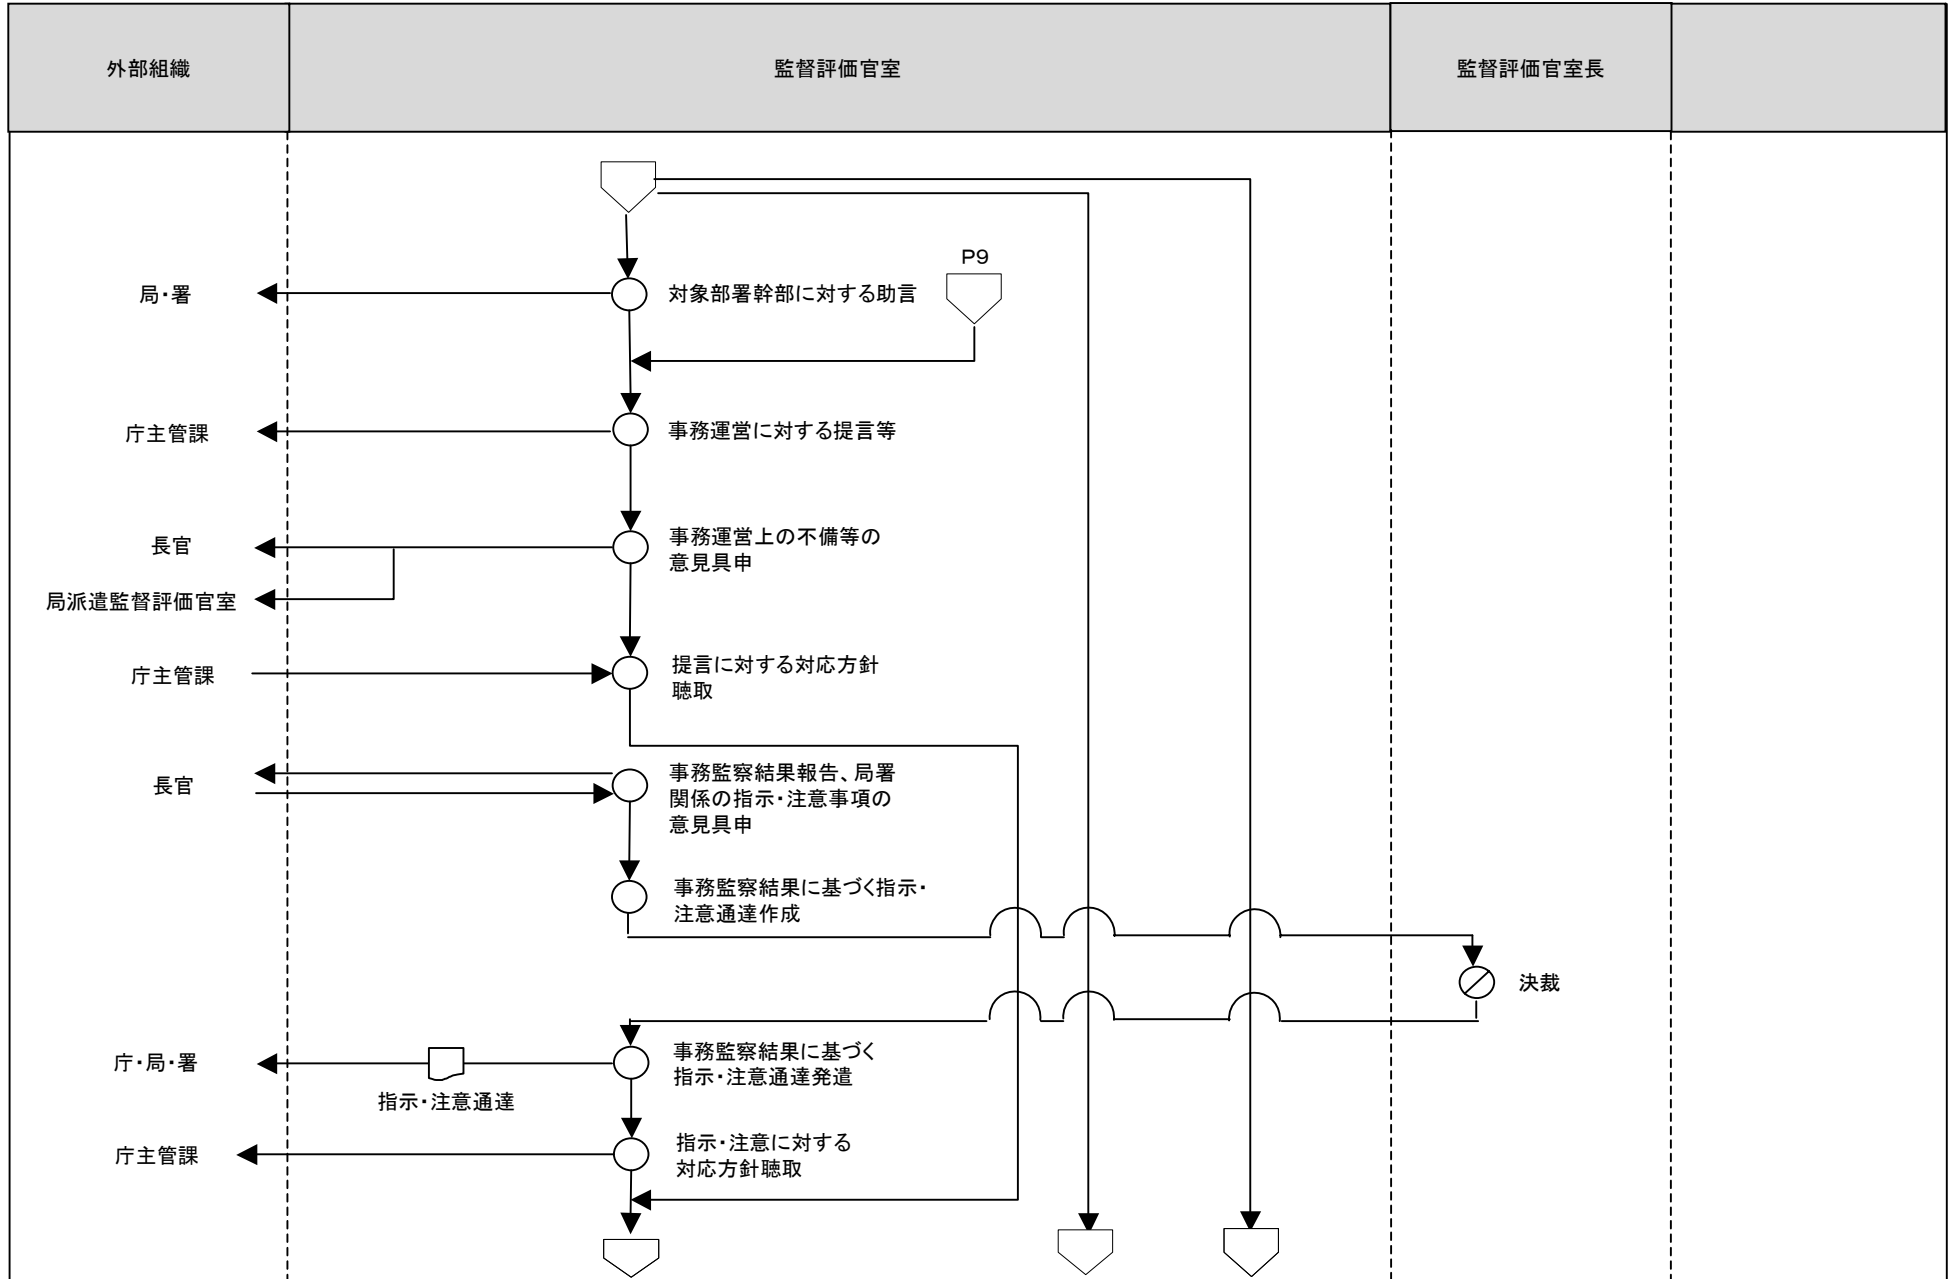 外部組織
監督評価官室
監督評価官室長
P9
局・署
対象部署幹部に対する助言
庁主管課
事務運営に対する提言等
長官
事務運営上の不備等の
意見具申
局派遣監督評価官室
庁主管課
提言に対する対応方針
聴取
長官
事務監察結果報告、局署
関係の指示・注意事項の
意見具申
事務監察結果に基づく指示・
注意通達作成
決裁
庁・局・署
指示・注意通達
事務監察結果に基づく
指示・注意通達発遣
庁主管課
指示・注意に対する
対応方針聴取